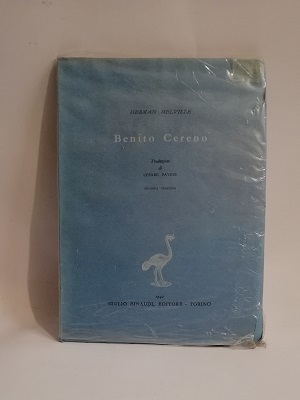 HERMAN MELVILLE
Benito Cereno
Traduzione
di
CESARE PAVESE
GIULIO EINAUDI EDITORE - TORINO